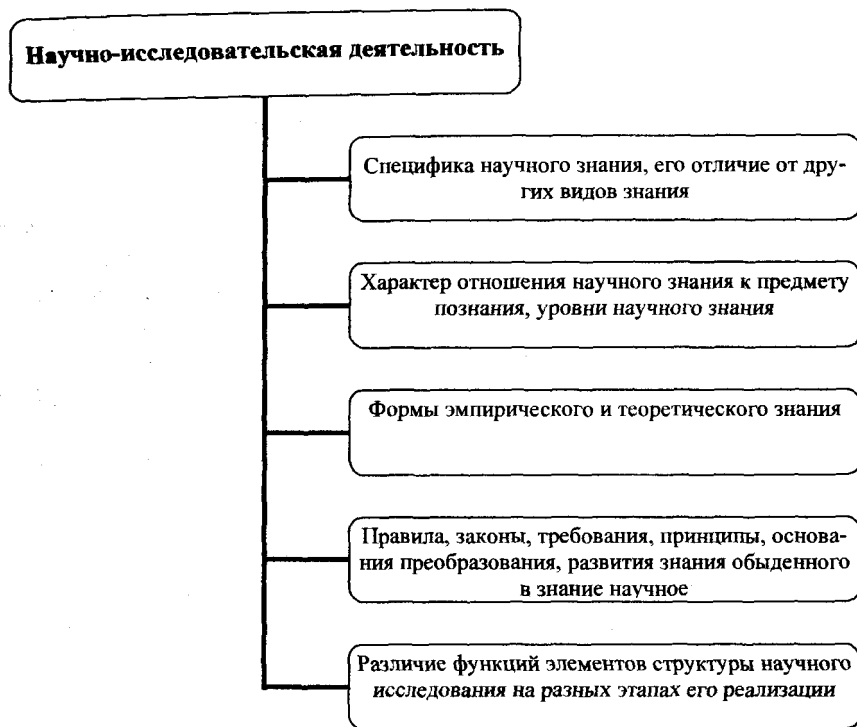 Научно-исследовательская деятельность
Специфика научного знания, его отличие от дру-
гих видов знания
Характер отношения научного знания к предмету
познания, уровни научного знания
Формы эмпирического и теоретического знания
Правила, законы, требования, принципы, основа-
ния преобразования, развития знания обыденного
в знание научное
Различие функций элементов структуры научного
исследования на разных этапах его реализации